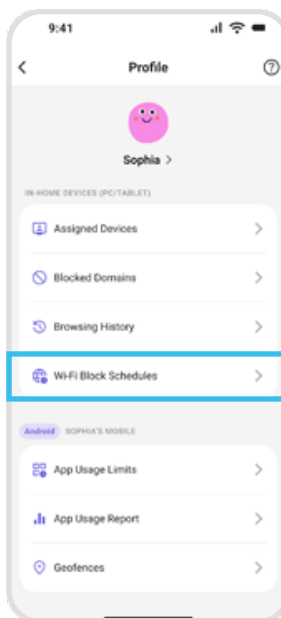 9:41
Profile
Sophia >
IN-HOME DEVICES (PC/TABLET)
Assigned Devices
Blocked Domains
Browsing History
Wi-Fi Block Schedules
Android SOPHIA'S MOBILE
App Usage Limits
App Usage Report
Geofences